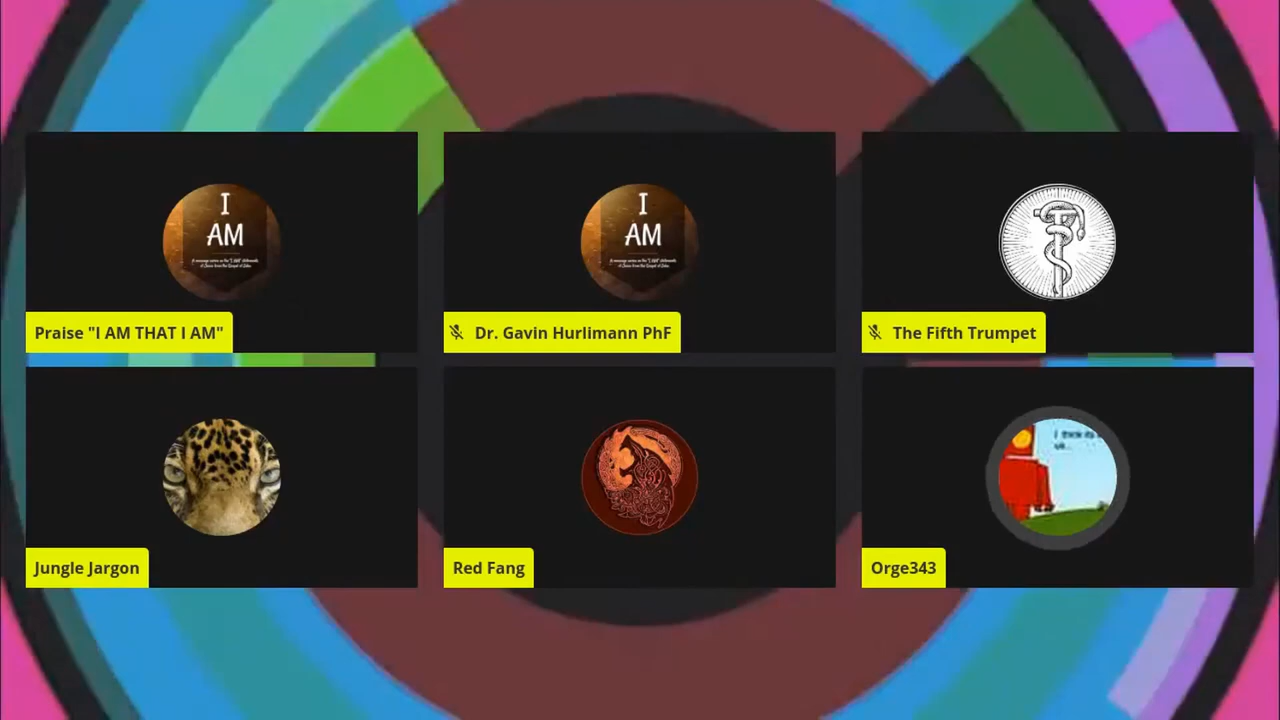 I
AM
I
AM
Praise "I AM THAT I AM"
Dr. Gavin Hurlimann PhF
The Fifth Trumpet
Jungle Jargon
Red Fang
Orge343